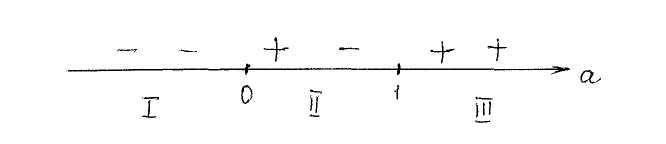 − − + − + +
0 1 a
I II III